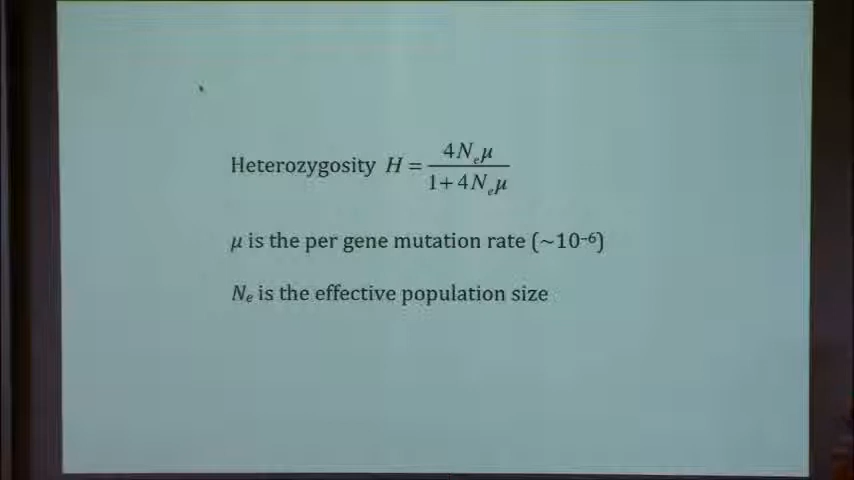 Heterozygosity H = 4Nₑμ / 1+4Nₑμ
μ is the per gene mutation rate (~10⁻⁶)
Nₑ is the effective population size